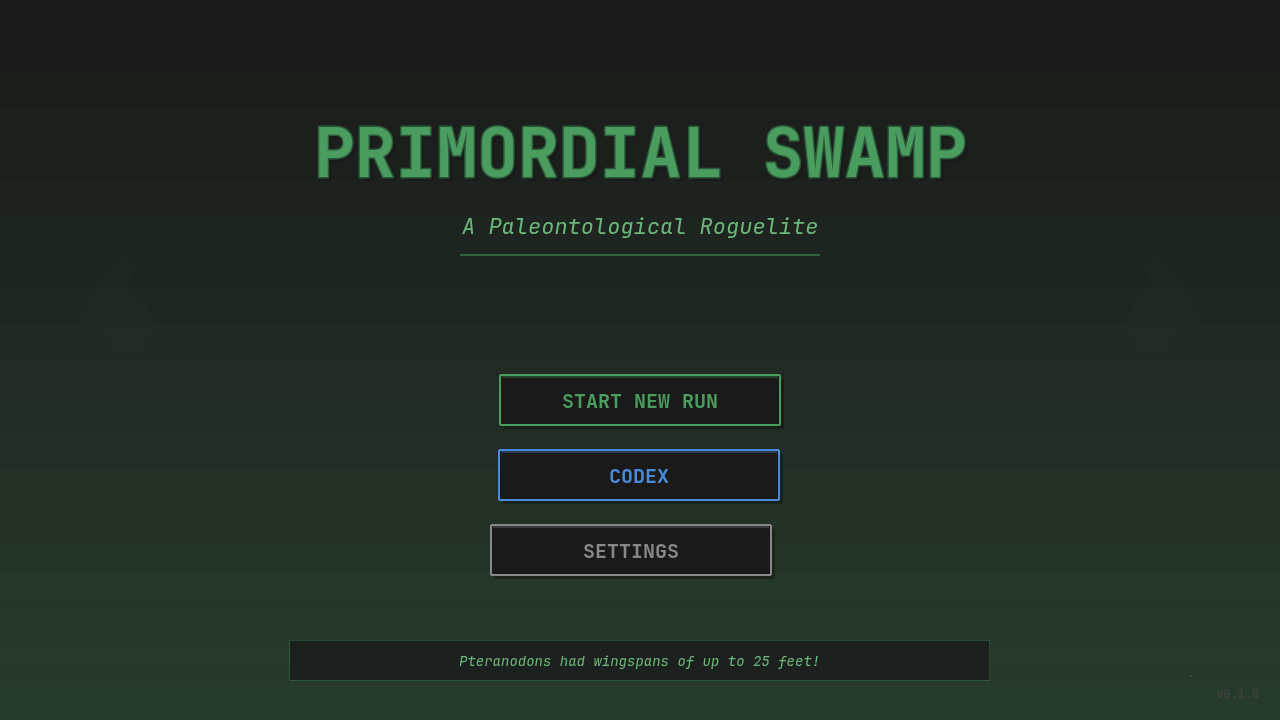 PRIMORDIAL SWAMP
A Paleontological Roguelite
START NEW RUN
CODEX
SETTINGS
Pteranodons had wingspans of up to 25 feet!
v0.1.0